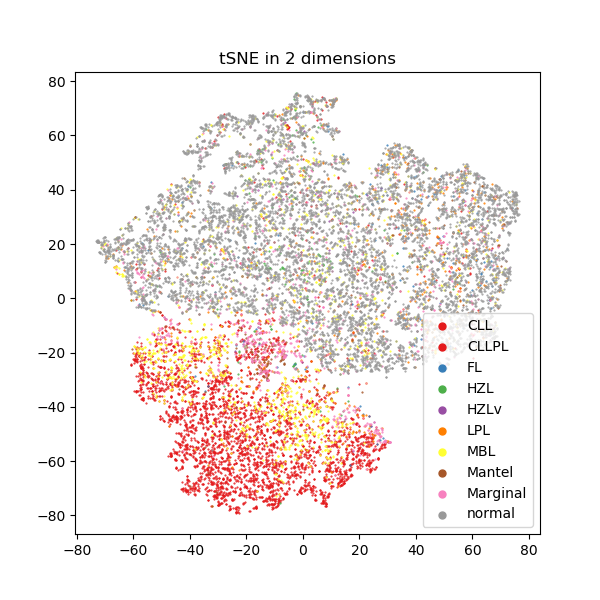 tSNE in 2 dimensions
80
60
40
20
0
−20
−40
−60
−80
−80 −60 −40 −20 0 20 40 60 80
CLL
CLLPL
FL
HZL
HZLv
LPL
MBL
Mantel
Marginal
normal